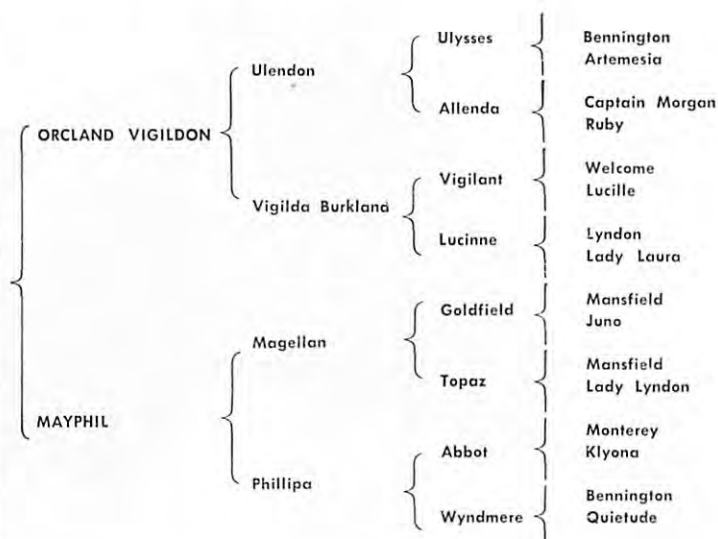 Ulysses
Bennington
Artemesia
Ulendon
Allenda
Captain Morgan
Ruby
ORCLAND VIGILDON
Vigilant
Welcome
Lucille
Vigilda Burkland
Lucinne
Lyndon
Lady Laura
Goldfield
Mansfield
Juno
Magellan
Topaz
Mansfield
Lady Lyndon
MAYPHIL
Abbot
Monterey
Klyona
Phillipa
Wyndmere
Bennington
Quietude